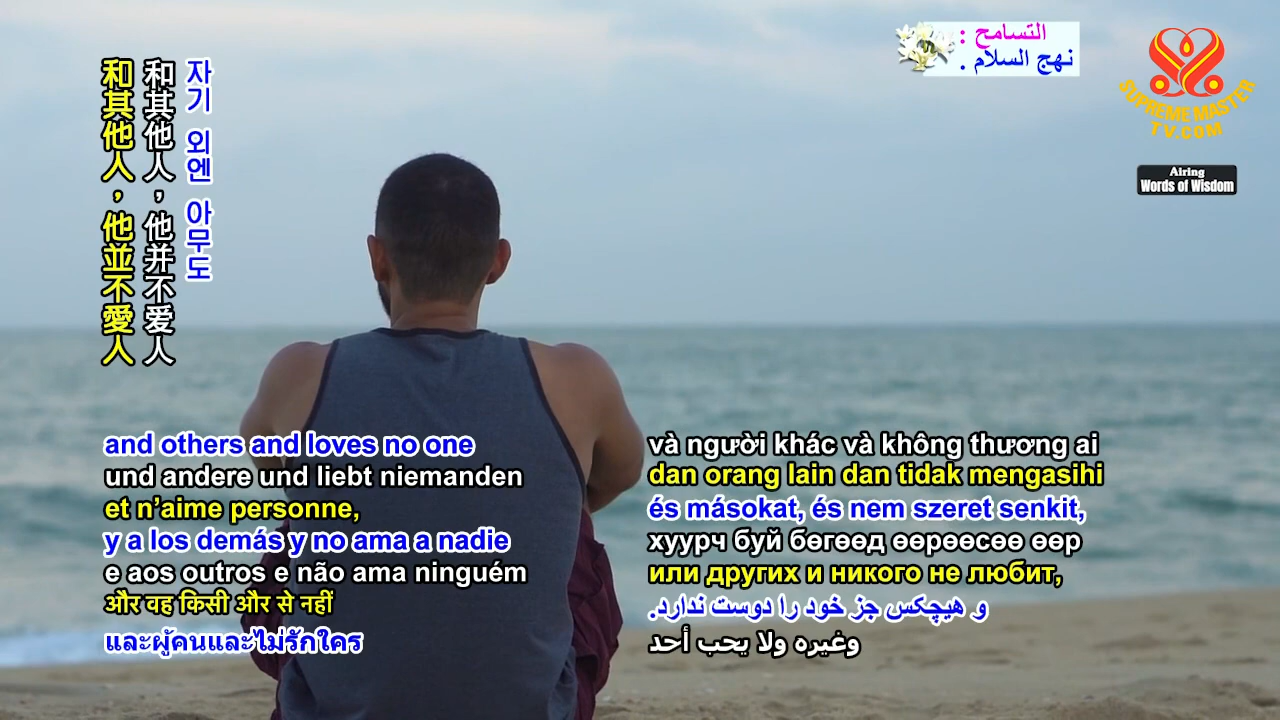 التسامح :
نهج السلام .
SUPREME MASTER
TV.COM
Airing
Words of Wisdom
자기 외엔 아무도
和其他人，他并不爱人
和其他人，他並不愛人
and others and loves no one
und andere und liebt niemanden
et n’aime personne,
y a los demás y no ama a nadie
e aos outros e não ama ninguém
और वह किसी और से नहीं
และผู้คนและไม่รักใคร
và người khác và không thương ai
dan orang lain dan tidak mengasihi
és másokat, és nem szeret senkit,
хуурч буй бөгөөд өөрөөсөө өөр
или других и никого не любит,
و هیچکس جز خود را دوست ندارد.
وغيره ولا يحب أحد